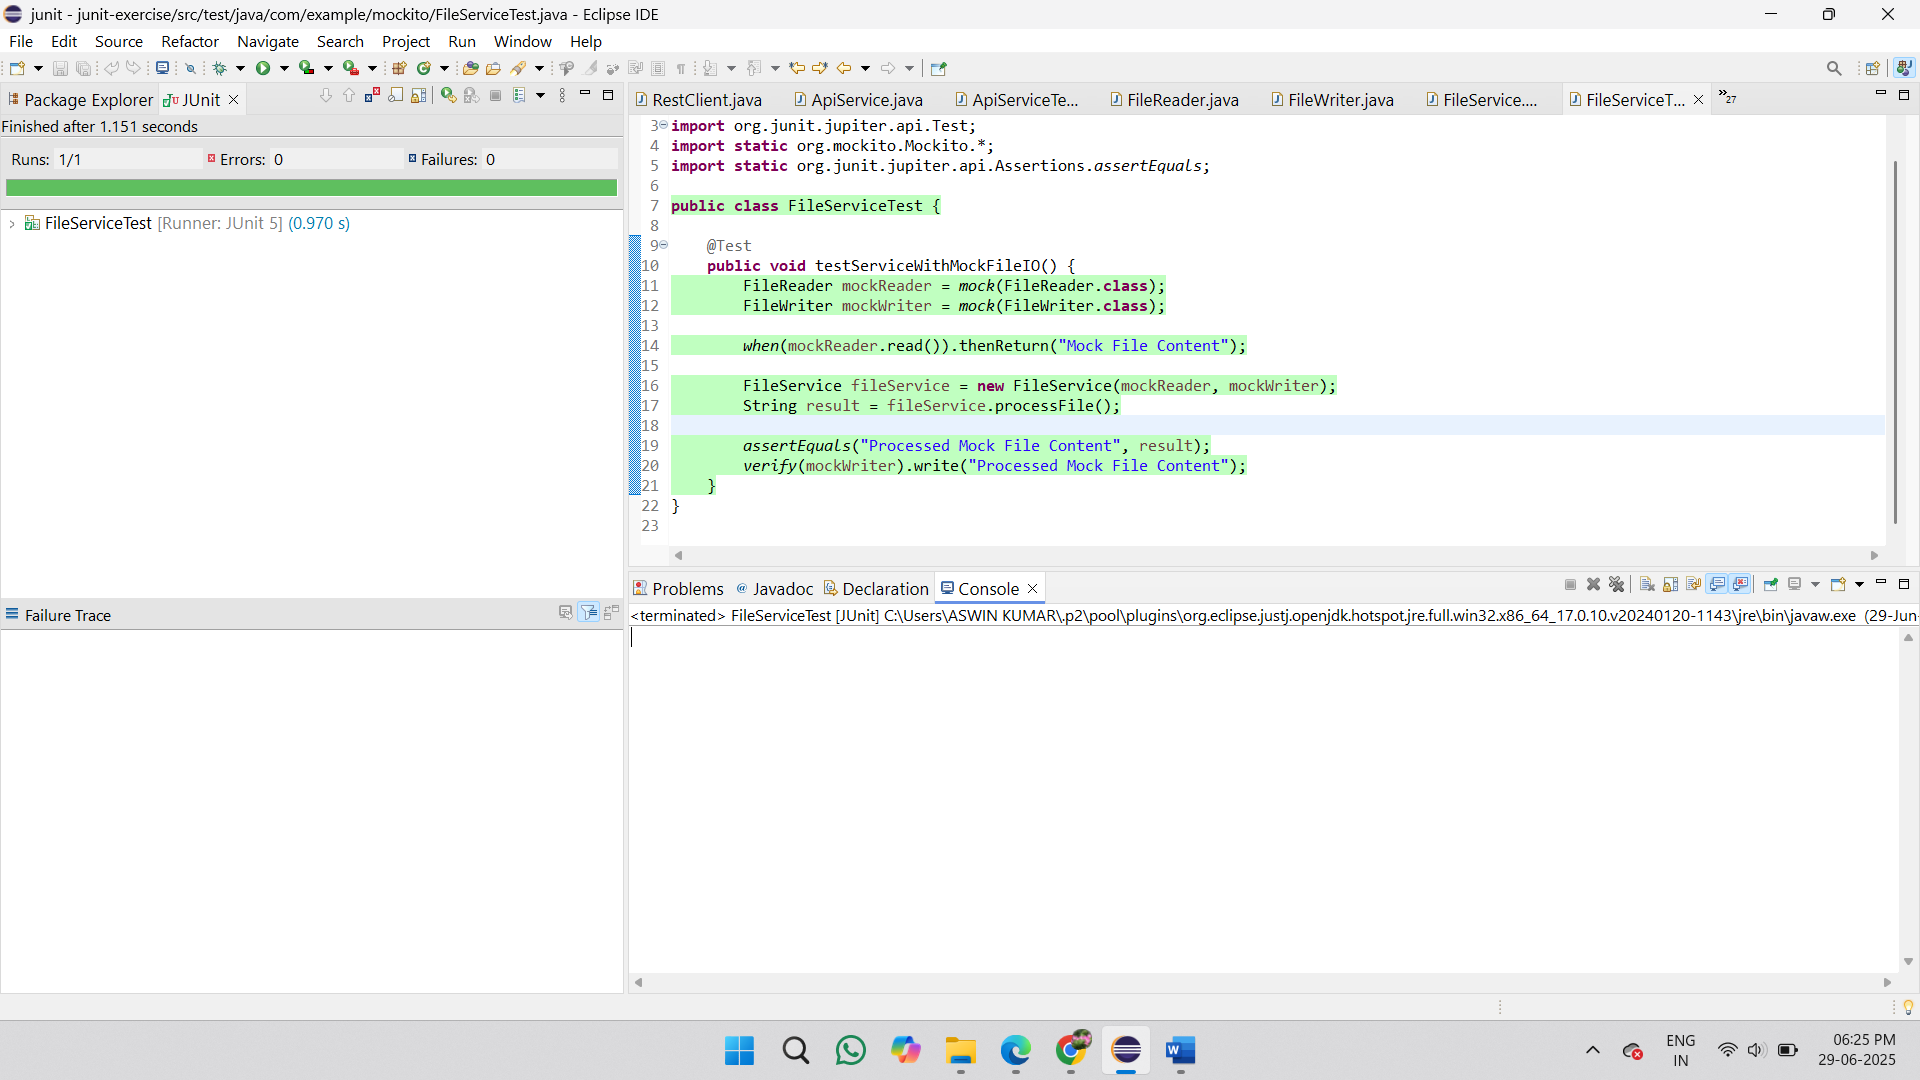 junit - junit-exercise/src/test/java/com/example/mockito/FileServiceTest.java - Eclipse IDE
File Edit Source Refactor Navigate Search Project Run Window Help
Package Explorer JUnit
Finished after 1.151 seconds
Runs: 1/1 Errors: 0 Failures: 0
FileServiceTest [Runner: JUnit 5] (0.970 s)
Failure Trace
RestClient.java ApiService.java ApiServiceTe... FileReader.java FileWriter.java FileService.... FileServiceT... »27
3 import org.junit.jupiter.api.Test;
4 import static org.mockito.Mockito.*;
5 import static org.junit.jupiter.api.Assertions.assertEquals;
6
7 public class FileServiceTest {
8
9 @Test
10 public void testServiceWithMockFileIO() {
11 FileReader mockReader = mock(FileReader.class);
12 FileWriter mockWriter = mock(FileWriter.class);
13
14 when(mockReader.read()).thenReturn("Mock File Content");
15
16 FileService fileService = new FileService(mockReader, mockWriter);
17 String result = fileService.processFile();
18
19 assertEquals("Processed Mock File Content", result);
20 verify(mockWriter).write("Processed Mock File Content");
21 }
22 }
23
Problems @ Javadoc Declaration Console
<terminated> FileServiceTest [JUnit] C:\Users\ASWIN KUMAR\.p2\pool\plugins\org.eclipse.justj.openjdk.hotspot.jre.full.win32.x86_64_17.0.10.v20240120-1143\jre\bin\javaw.exe (29-Jun-
ENG
IN
06:25 PM
29-06-2025